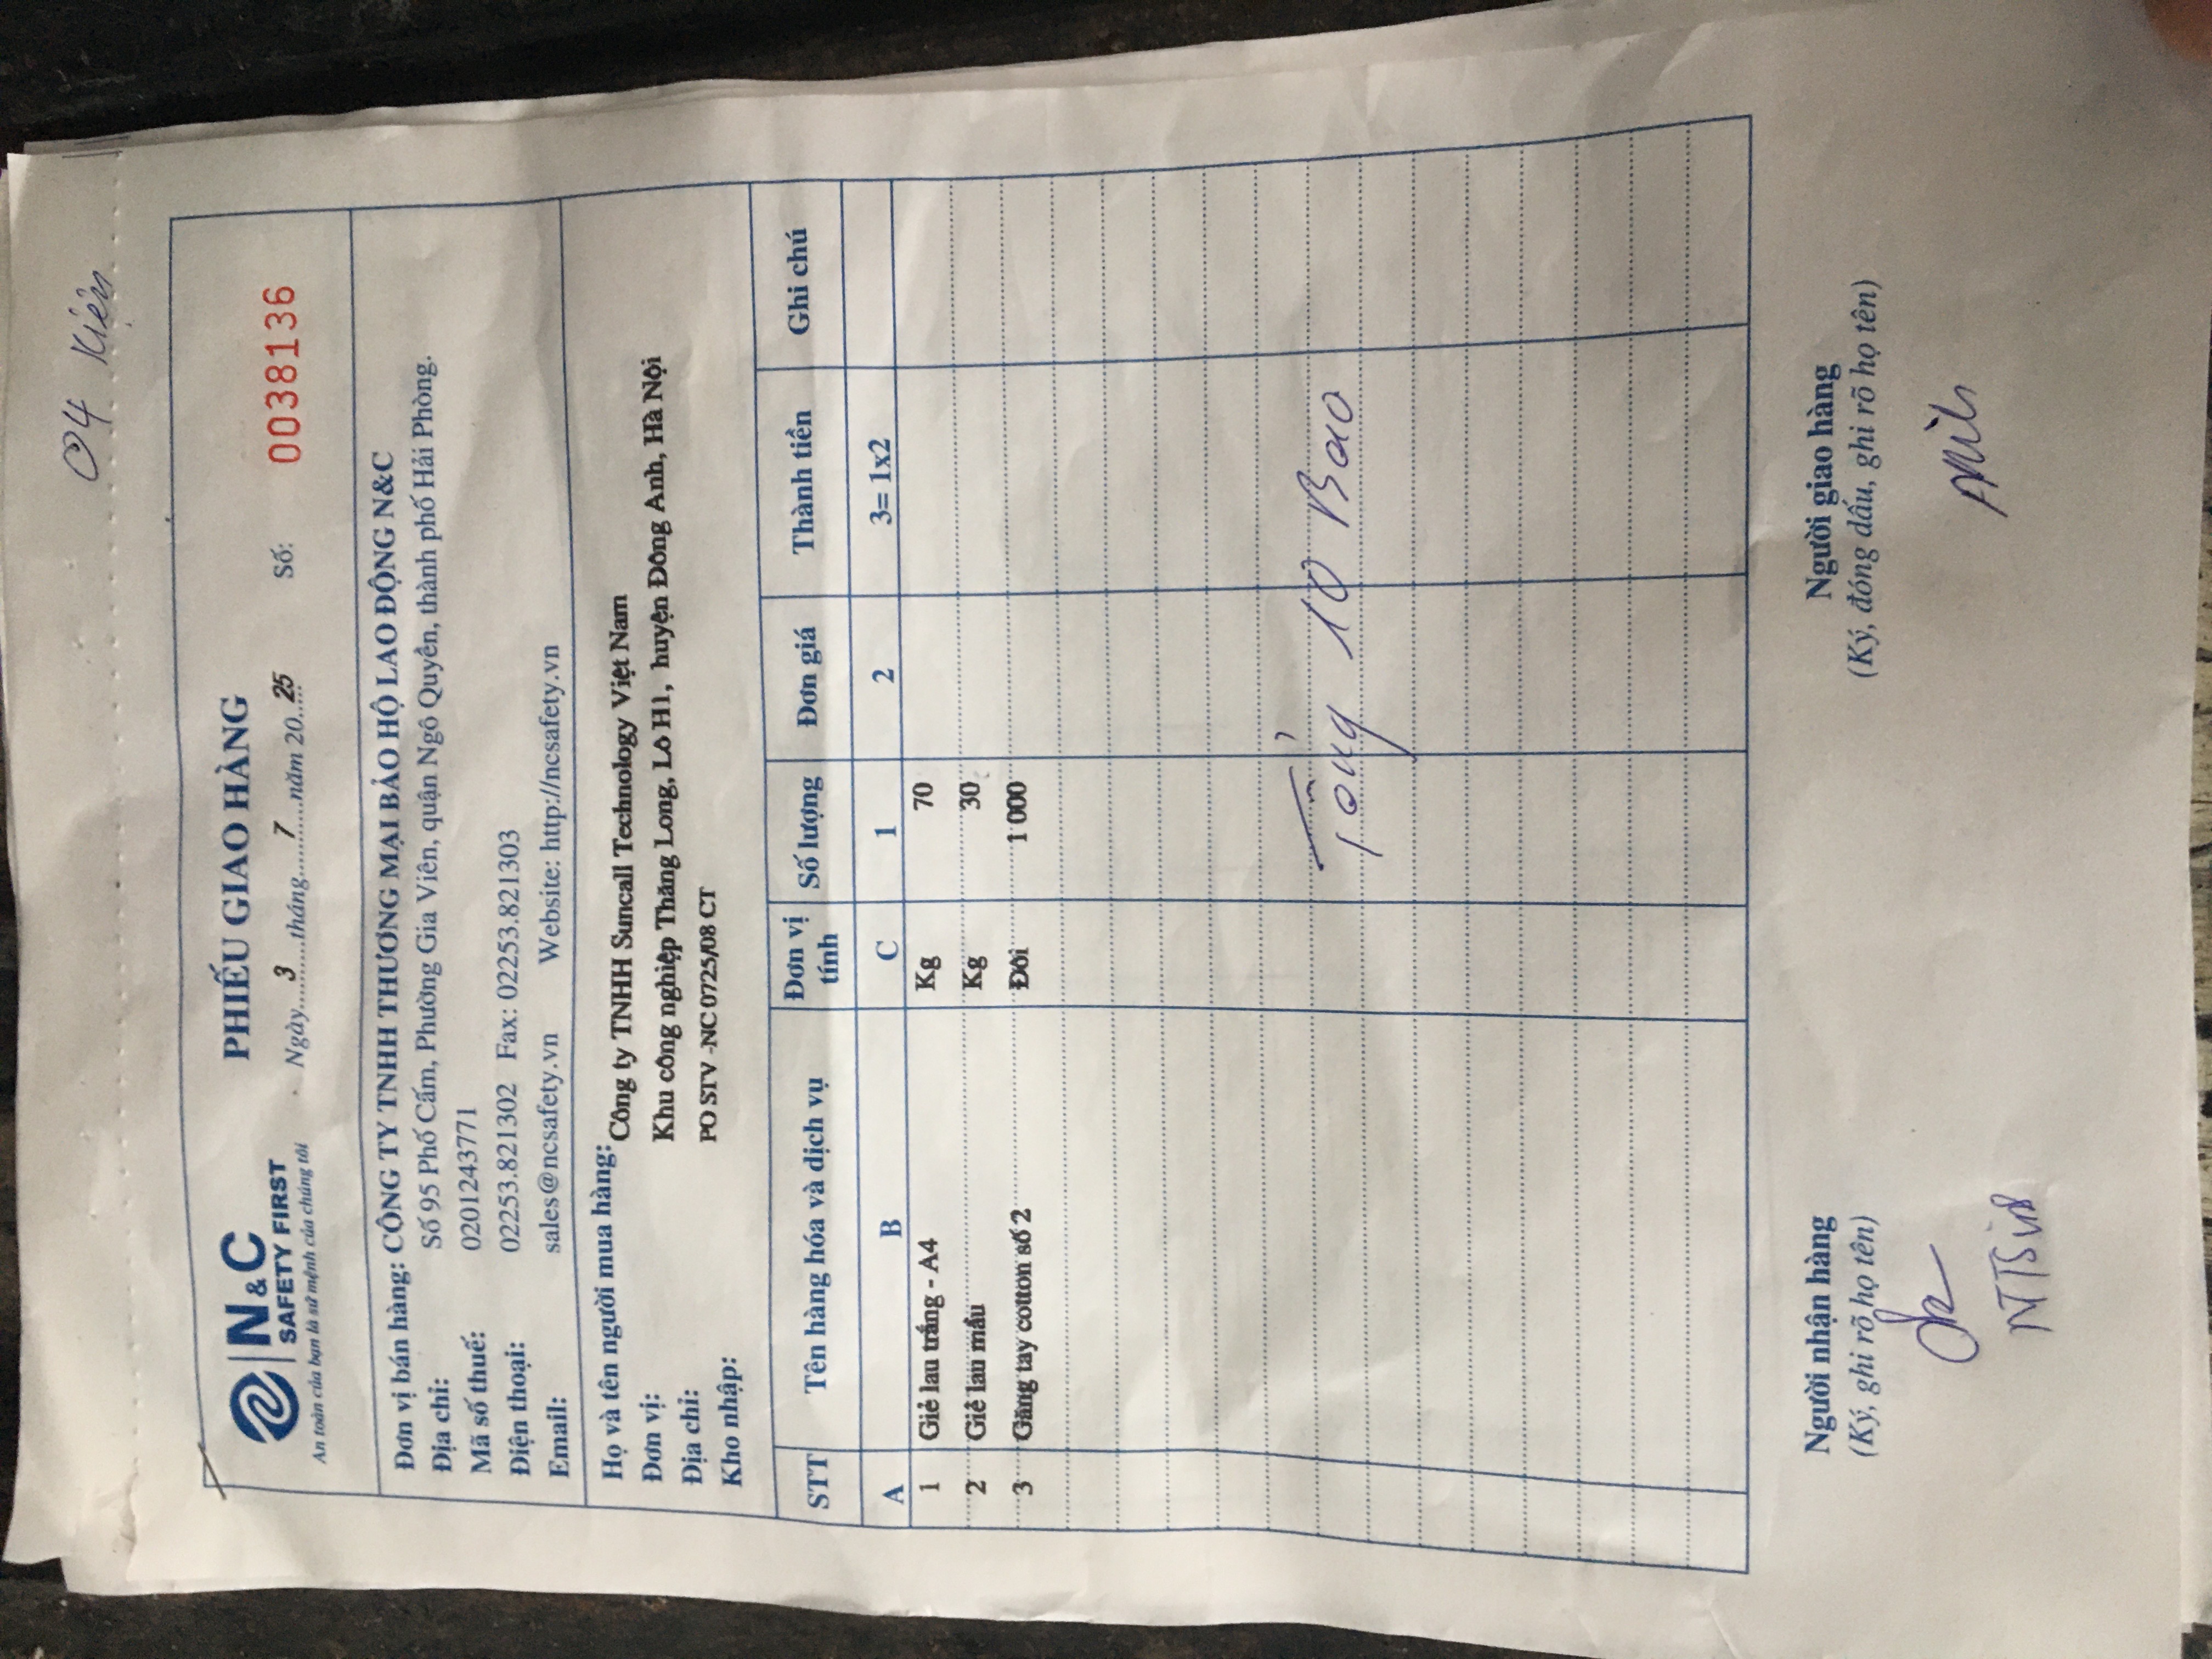 04 Kiện
N&C
SAFETY FIRST
An toàn của bạn là sứ mệnh của chúng tôi
PHIẾU GIAO HÀNG
Ngày 3 tháng 7 năm 2025 Số: 00381136
Đơn vị bán hàng: CÔNG TY TNHH THƯƠNG MẠI BẢO HỘ LAO ĐỘNG N&C
Địa chỉ: Số 95 Phố Cấm, Phường Gia Viên, quận Ngô Quyền, thành phố Hải Phòng.
Mã số thuế: 0201243771
Điện thoại: 02253.821302 Fax: 02253.821303
Email: sales@ncsafety.vn Website: http://ncsafety.vn
Họ và tên người mua hàng:
Đơn vị: Công ty TNHH Suncall Technology Việt Nam
Địa chỉ: Khu công nghiệp Thăng Long, Lô H1, huyện Đông Anh, Hà Nội
Kho nhập: PO STV -NC 0725/08 CT
STT Tên hàng hóa và dịch vụ Đơn vị tính Số lượng Đơn giá Thành tiền Ghi chú
A B C 1 2 3= 1x2
1 Giẻ lau trắng - A4 Kg 70
2 Giẻ lau mầu Kg 30
3 Găng tay cotton số 2 Đôi 1 000
Tổng 10 Bao
Người nhận hàng Người giao hàng
(Ký, ghi rõ họ tên) (Ký, đóng dấu, ghi rõ họ tên)